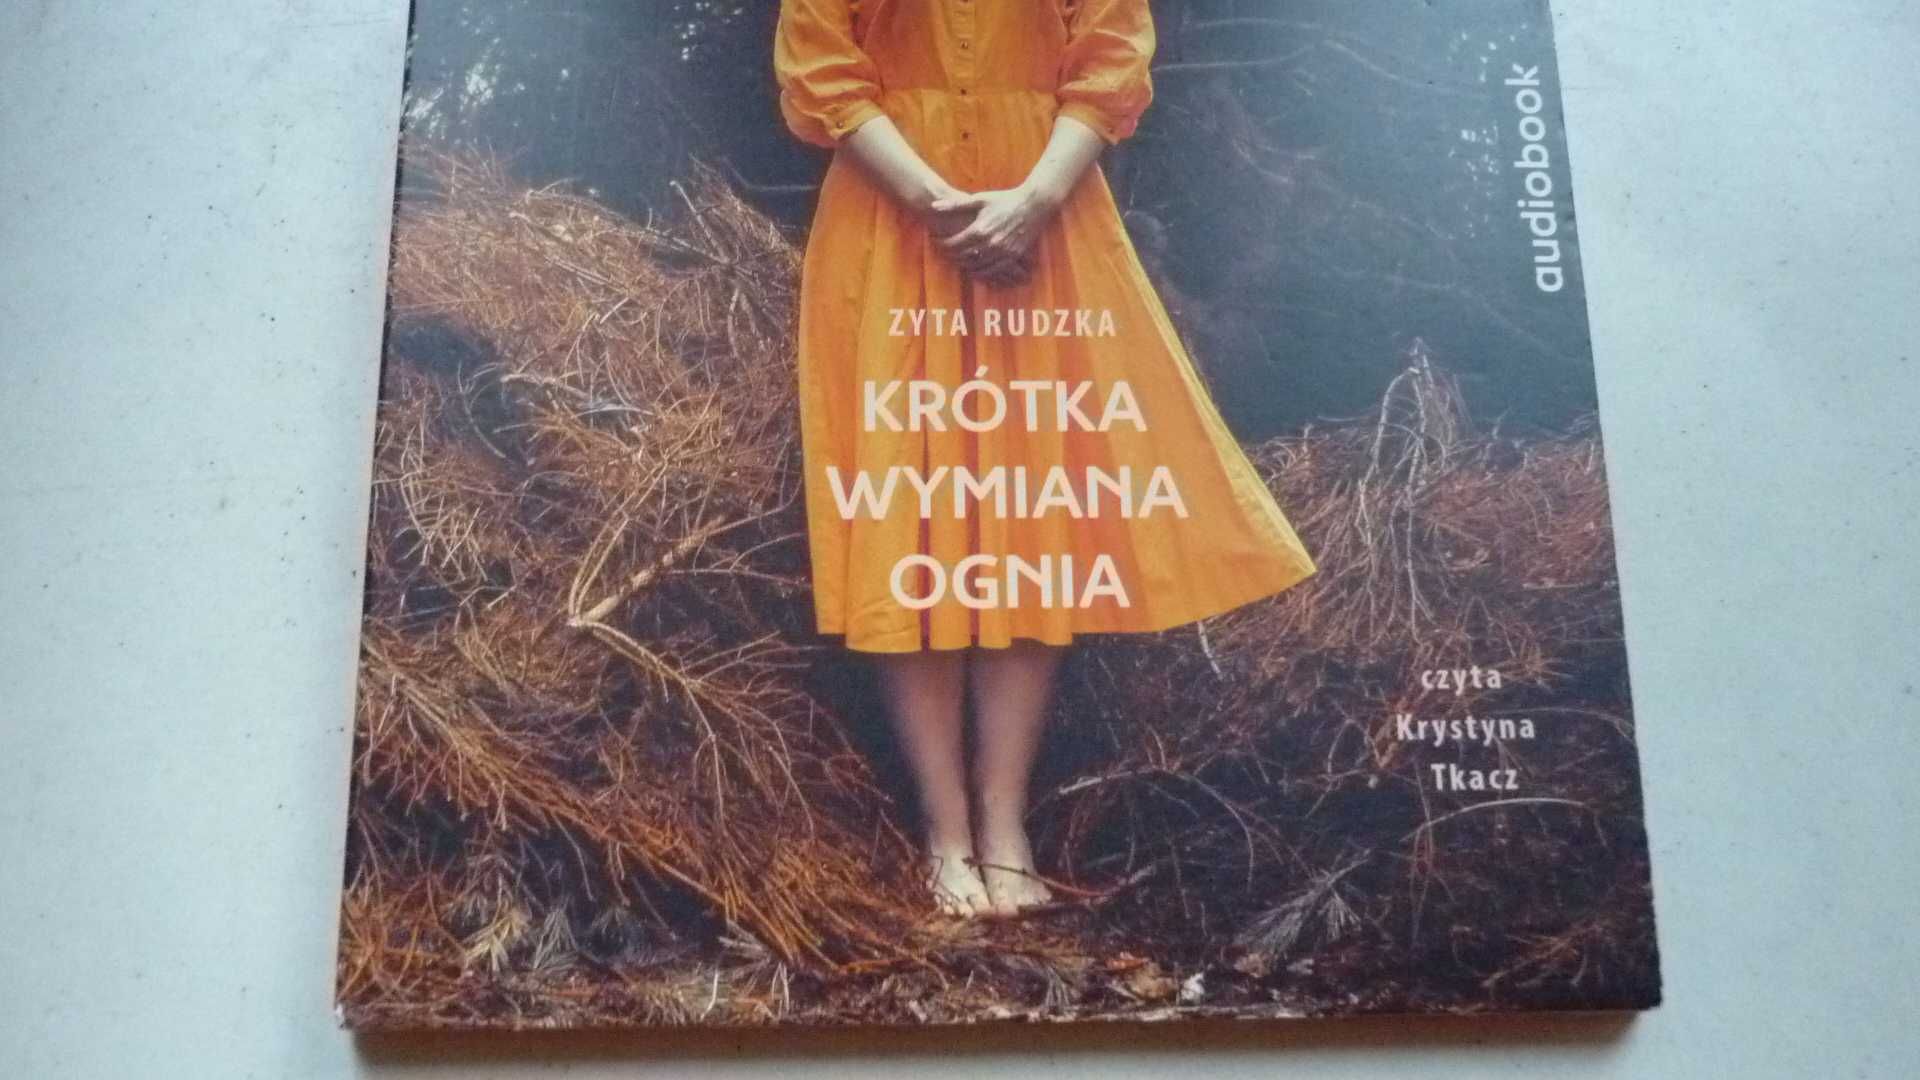 audiobook
ZYTA RUDZKA
KRÓTKA
WYMIANA
OGNIA
czyta
Krystyna
Tkacz